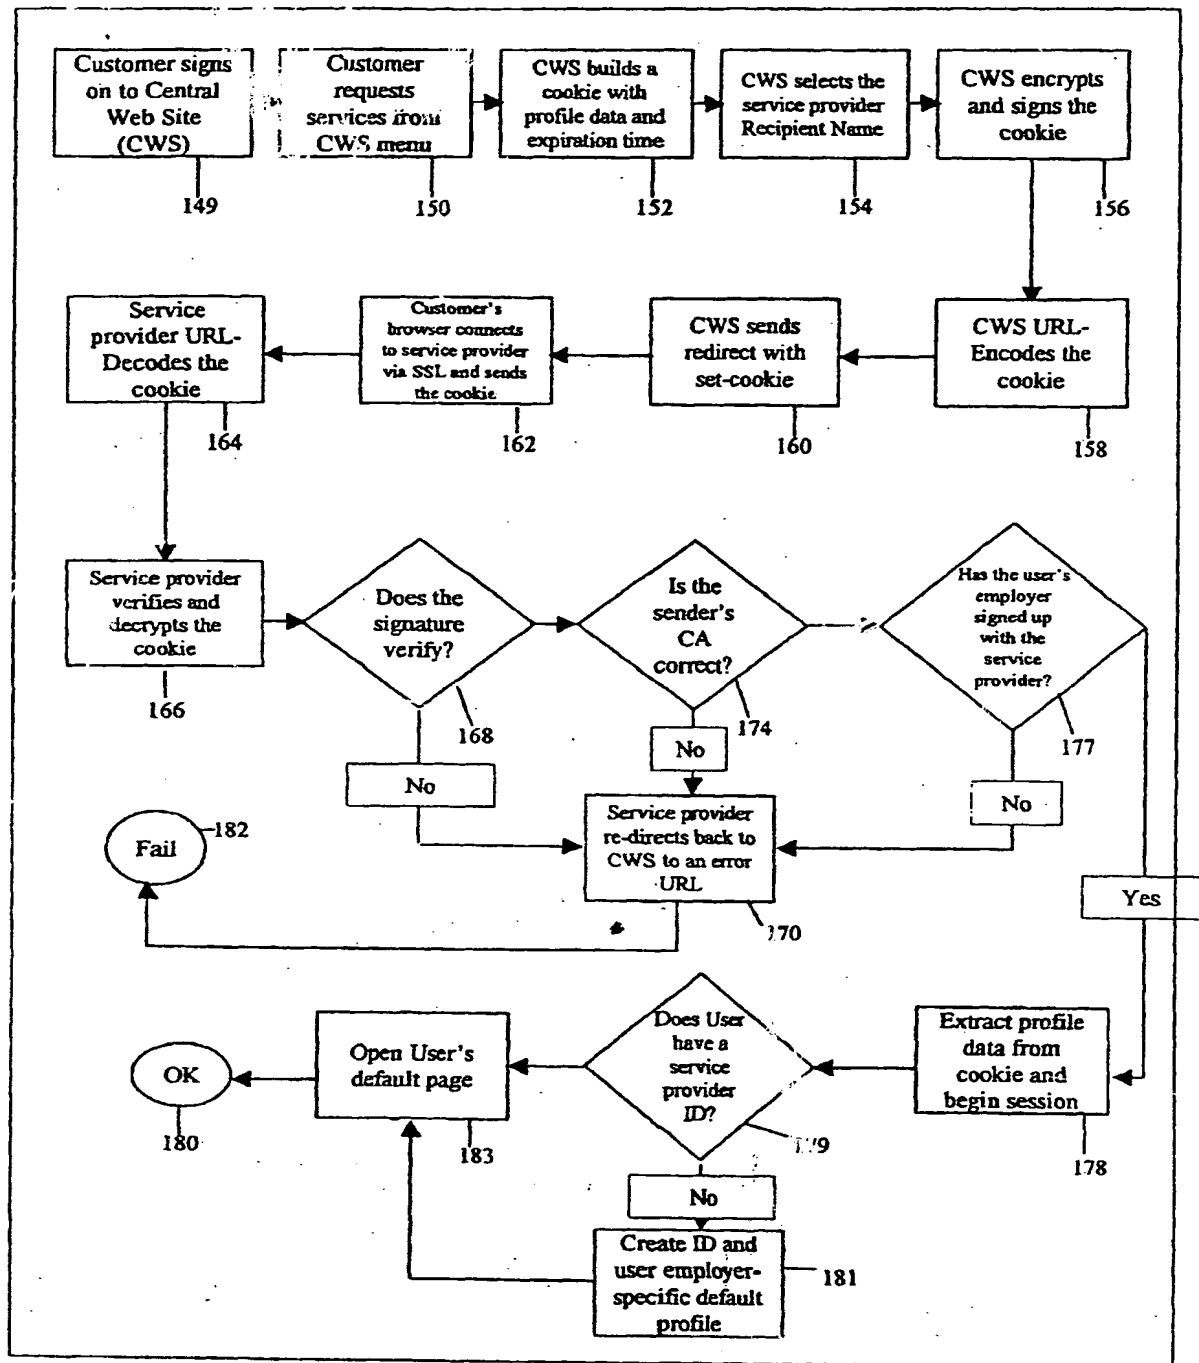 Customer signs
on to Central
Web Site
(CWS)
149
Customer
requests
services from
CWS menu
150
CWS builds a
cookie with
profile data and
expiration time
152
CWS selects the
service provider
Recipient Name
154
CWS encrypts
and signs the
cookie
156
Service
provider URL-
Decodes the
cookie
164
Customer's
browser connects
to service provider
via SSL and sends
the cookie
162
CWS sends
redirect with
set-cookie
160
CWS URL-
Encodes the
cookie
158
Service provider
verifies and
decrypts the
cookie
166
Does the
signature
verify?
168
No
Is the
sender's
CA
correct?
174
No
Has the user's
employer
signed up
with the
service
provider?
177
No
Fail
182
Service provider
re-directs back to
CWS to an error
URL
170
Yes
OK
180
Open User's
default page
183
Does User
have a
service
provider
ID?
No
Extract profile
data from
cookie and
begin session
178
Create ID and
user employer-
specific default
profile
181